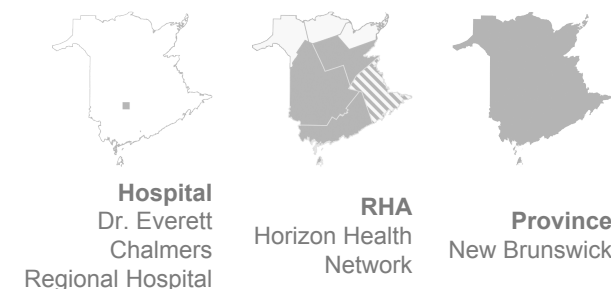 Hospital
Dr. Everett
Chalmers
Regional Hospital
RHA
Horizon Health
Network
Province
New Brunswick